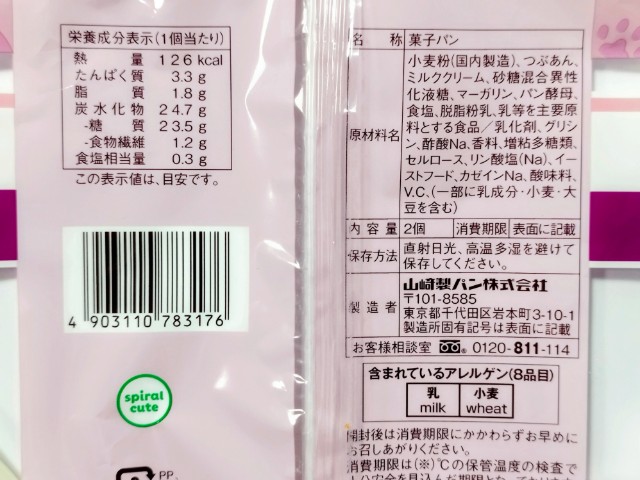 栄養成分表示(1個当たり)
熱量 126 kcal
たんぱく質 3.3 g
脂質 1.8 g
炭水化物 24.7 g
-糖質 23.5 g
-食物繊維 1.2 g
食塩相当量 0.3 g
この表示値は、目安です。
4 903110 783176
spiral
cute
PP,
名称 菓子パン
原材料名
小麦粉(国内製造)、つぶあん、
ミルククリーム、砂糖混合異性
化液糖、マーガリン、パン酵母、
食塩、脱脂粉乳、乳等を主要原
料とする食品/乳化剤、グリシ
ン、酢酸Na、香料、増粘多糖類、
セルロース、リン酸塩(Na)、イー
ストフード、カゼインNa、酸味料、
V.C、(一部に乳成分・小麦・大
豆を含む)
内容量 2個 消費期限 表面に記載
保存方法 直射日光、高温多湿を避けて
保存してください。
製造者
山崎製パン株式会社
〒101-8585
東京都千代田区岩本町3-10-1
製造所固有記号は表面に記載
お客様相談室 0120-811-114
含まれているアレルゲン(8品目)
乳 小麦
milk wheat
開封後は消費期限にかかわらずお早めに
お召しあがりください。
消費期限は(※)℃の保管温度の検査で